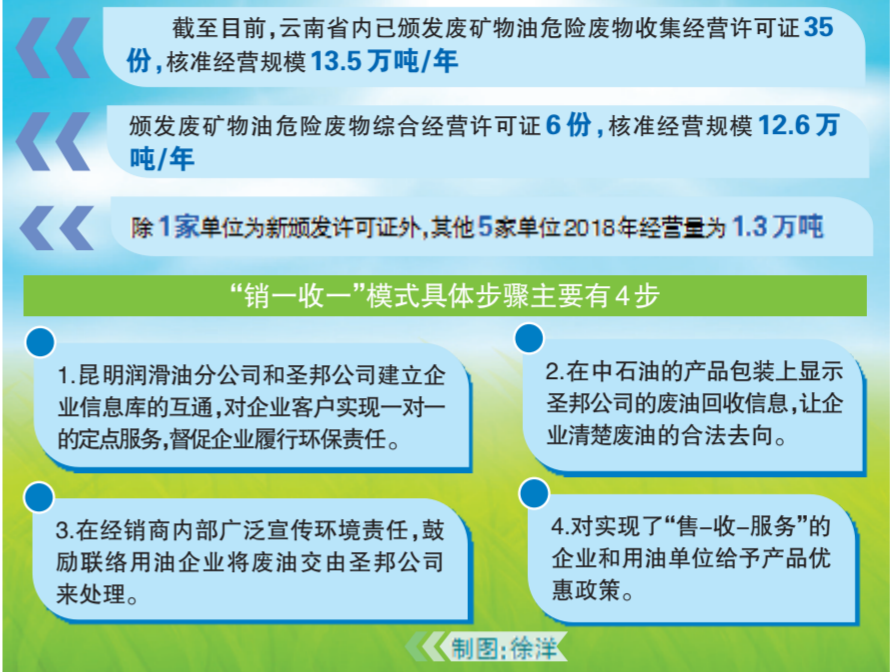 截至目前,云南省内已颁发废矿物油危险废物收集经营许可证35
份,核准经营规模13.5万吨/年
颁发废矿物油危险废物综合经营许可证6份,核准经营规模12.6万
吨/年
除1家单位为新颁发许可证外,其他5家单位2018年经营量为1.3万吨
“销一收一”模式具体步骤主要有4步
1.昆明润滑油分公司和圣邦公司建立企
业信息库的互通,对企业客户实现一对一
的定点服务,督促企业履行环保责任。
2.在中石油的产品包装上显示
圣邦公司的废油回收信息,让企
业清楚废油的合法去向。
3.在经销商内部广泛宣传环境责任,鼓
励联络用油企业将废油交由圣邦公司
来处理。
4.对实现了“售–收–服务”的
企业和用油单位给予产品优
惠政策。
制图:徐洋